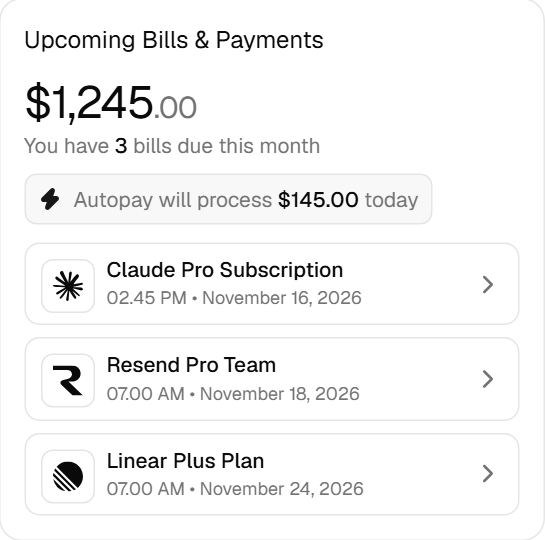 Upcoming Bills & Payments
$1,245.00
You have 3 bills due this month
Autopay will process $145.00 today
Claude Pro Subscription
02.45 PM • November 16, 2026
Resend Pro Team
07.00 AM • November 18, 2026
Linear Plus Plan
07.00 AM • November 24, 2026